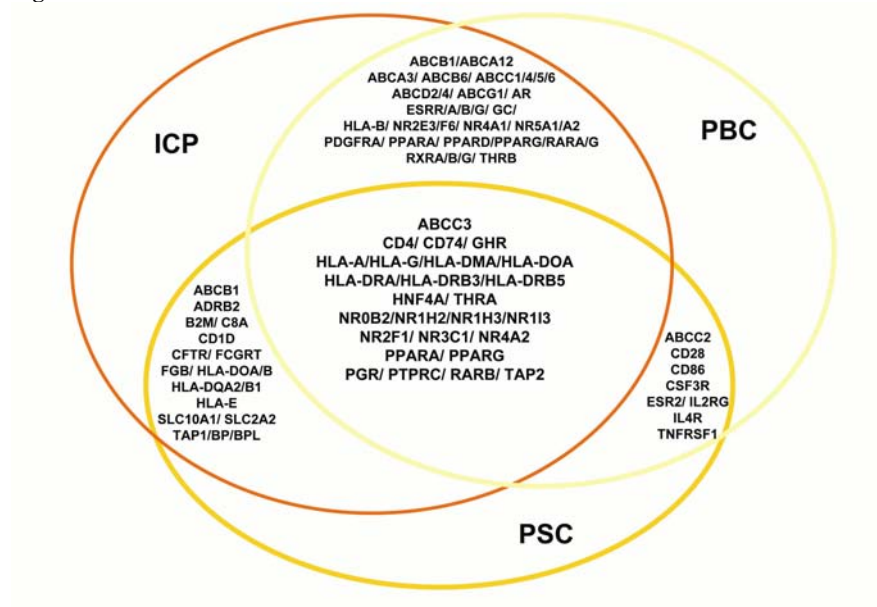 ABCB1/ABCA12
ABCA3/ ABCB6/ ABCC1/4/5/6
ABCD2/4/ ABCG1/ AR
ESRR/A/B/G/ GC/
HLA-B/ NR2E3/F6/ NR4A1/ NR5A1/A2
PDGFRA/ PPARA/ PPARD/PPARG/RARA/G
RXRA/B/G/ THRB
ICP
PBC
ABCC3
CD4/ CD74/ GHR
HLA-A/HLA-G/HLA-DMA/HLA-DOA
HLA-DRA/HLA-DRB3/HLA-DRB5
HNF4A/ THRA
NR0B2/NR1H2/NR1H3/NR1I3
NR2F1/ NR3C1/ NR4A2
PPARA/ PPARG
PGR/ PTPRC/ RARB/ TAP2
ABCB1
ADRB2
B2M/ C8A
CD1D
CFTR/ FCGRT
FGB/ HLA-DOA/B
HLA-DQA2/B1
HLA-E
SLC10A1/ SLC2A2
TAP1/BP/BPL
ABCC2
CD28
CD86
CSF3R
ESR2/ IL2RG
IL4R
TNFRSF1
PSC